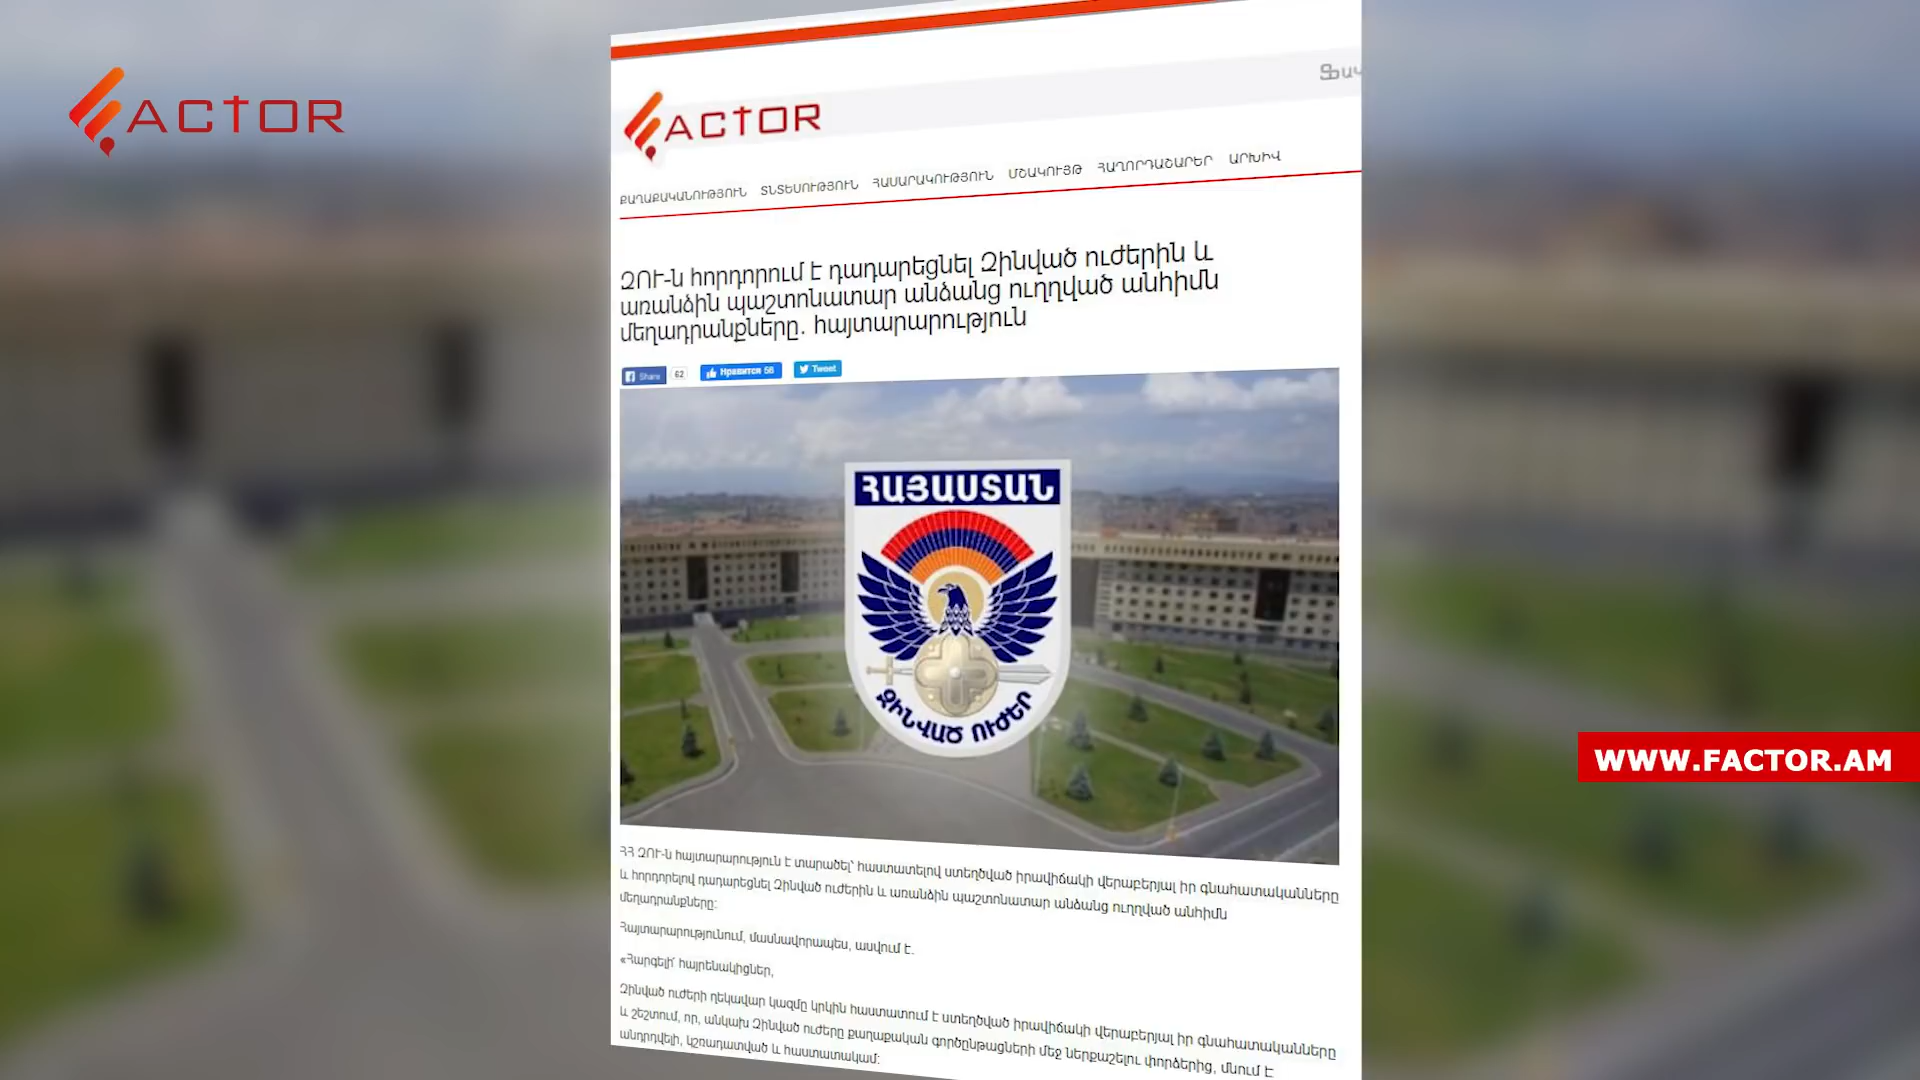 ACTOR
ACTOR
Ֆակ
ՔԱՂԱՔԱԿԱՆՈՒԹՅՈՒՆ ՏՆՏԵՍՈՒԹՅՈՒՆ ՀԱՍԱՐԱԿՈՒԹՅՈՒՆ ՄՇԱԿՈՒՅԹ ՀԱՂՈՐԴԱՇԱՐԵՐ ԱՐԽԻՎ
ԶՈՒ-ն հորդորում է դադարեցնել Զինված ուժերին և
առանձին պաշտոնատար անձանց ուղղված անհիմն
մեղադրանքները. հայտարարություն
Share 62 Нравится 56 Tweet
ՀԱՅԱՍՏԱՆ
ԶԻՆՎԱԾ ՈՒԺԵՐ
WWW.FACTOR.AM
ՀՀ ԶՈՒ-ն հայտարարություն է տարածել՝ հաստատելով ստեղծված իրավիճակի վերաբերյալ իր գնահատականները
և հորդորելով դադարեցնել Զինված ուժերին և առանձին պաշտոնատար անձանց ուղղված անհիմն
մեղադրանքները:
Հայտարարությունում, մասնավորապես, ասվում է.
«Հարգելի՛ հայրենակիցներ,
Զինված ուժերի ղեկավար կազմը կրկին հաստատում է ստեղծված իրավիճակի վերաբերյալ իր գնահատականները
և շեշտում, որ, անկախ Զինված ուժերը քաղաքական գործընթացների մեջ ներքաշելու փորձերից, մնում է
անդրդվելի, կշռադատված և հաստատակամ: